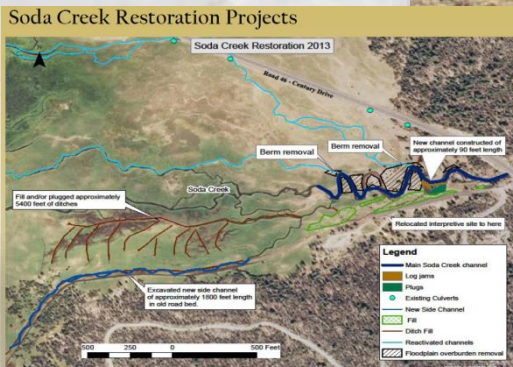 Soda Creek Restoration Projects
Soda Creek Restoration 2013
Road 46 - Century Drive
Berm removal
Berm removal
New channel constructed of
approximately 90 feet length
Soda Creek
Fill and/or plugged approximately
5400 feet of ditches
Relocated interpretive site to here
Excavated new side channel
of approximately 1800 feet length
in old road bed.
Legend
Main Soda Creek channel
Log jams
Plugs
Existing Culverts
New Side Channel
Fill
Ditch Fill
Reactivated channels
Floodplain overburden removal
500 250 0 500 Feet